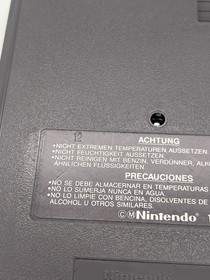 12
ACHTUNG
•NICHT EXTREMEN TEMPERATUREN AUSSETZEN.
•NICHT FEUCHTIGKEIT AUSSETZEN.
•NICHT REINIGEN MIT BENZIN, VERDÜNNER, ALK
ÄHNLICHEN FLÜSSIGKEITEN.
PRECAUCIONES
•NO SE DEBE ALMACERNAR EN TEMPERATURAS
•NO LO SUMERJA NUNCA EN AGUA.
•NO LO LIMPIE CON BENCINA, DISOLVENTES DE
ALCOHOL U OTROS SIMILARES.
©Ⓜ Nintendo